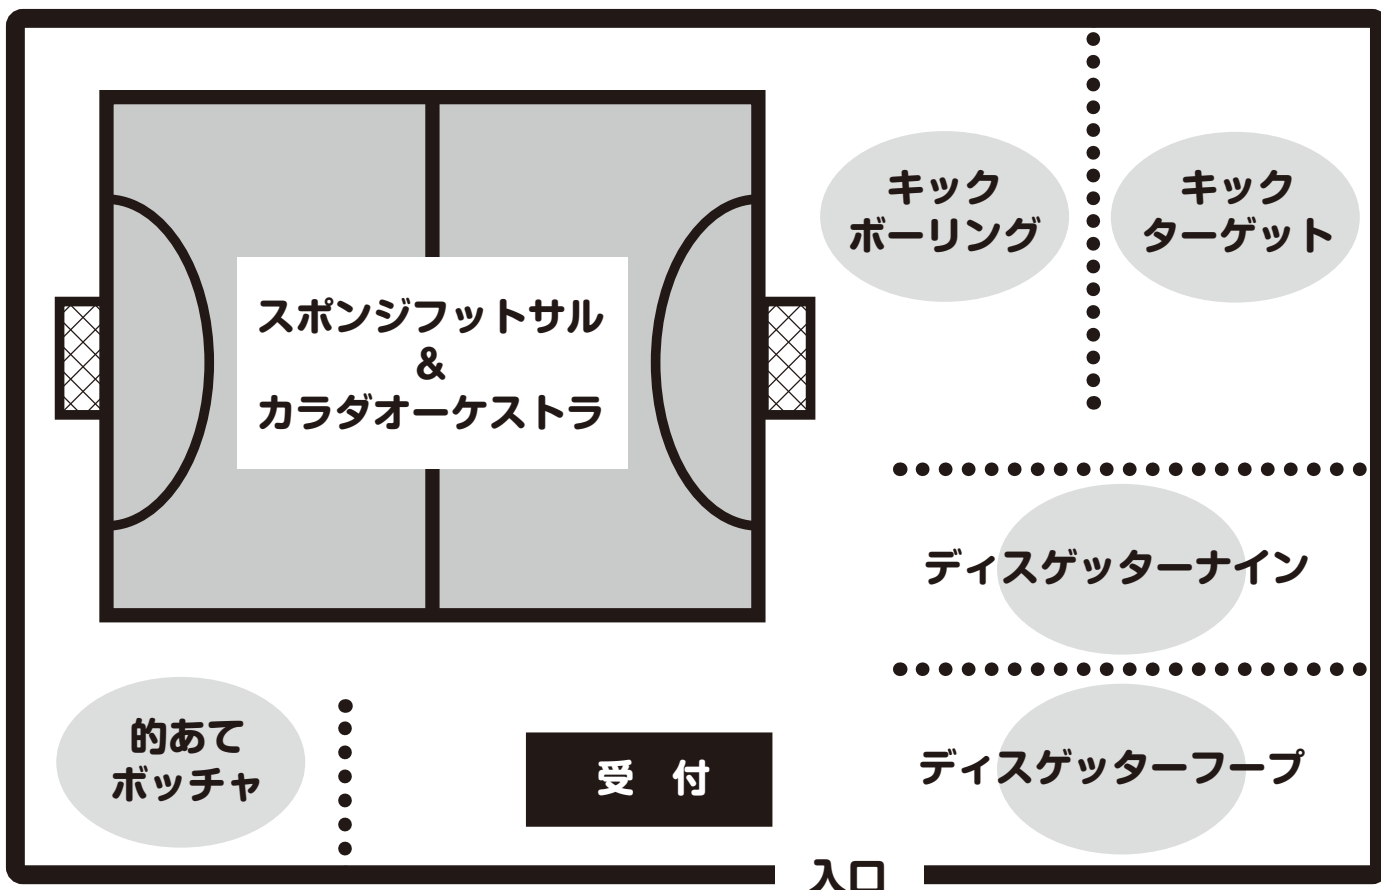 キック
ボーリング
キック
ターゲット
スポンジフットサル
&
カラダオーケストラ
ディスゲッターナイン
的あて
ボッチャ
受 付
ディスゲッターフープ
入口